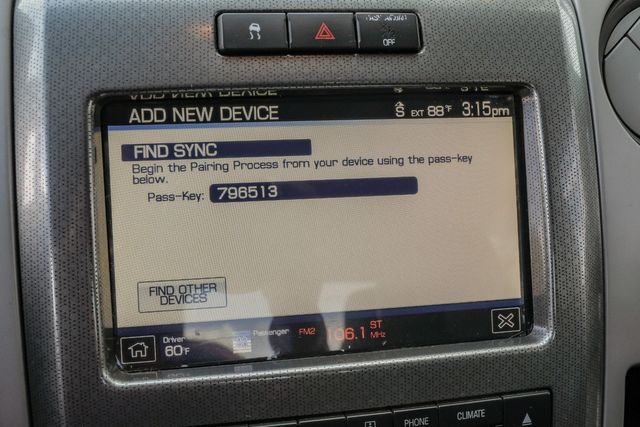 OFF
ADD NEW DEVICE
S EXT 88°F 3:15pm
FIND SYNC
Begin the Pairing Process from your device using the pass-key
below.
Pass-Key: 796513
FIND OTHER
DEVICES
Driver
60°F
Passenger
FM2 106.1 ST
MHz
PHONE
CLIMATE